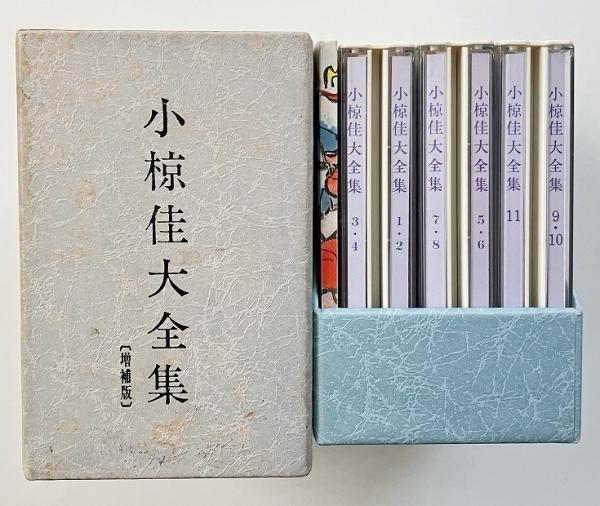 小椋佳大全集
〔増補版〕
小椋佳大全集 3・4
小椋佳大全集 1・2
小椋佳大全集 7・8
小椋佳大全集 5・6
小椋佳大全集 11
小椋佳大全集 9・10